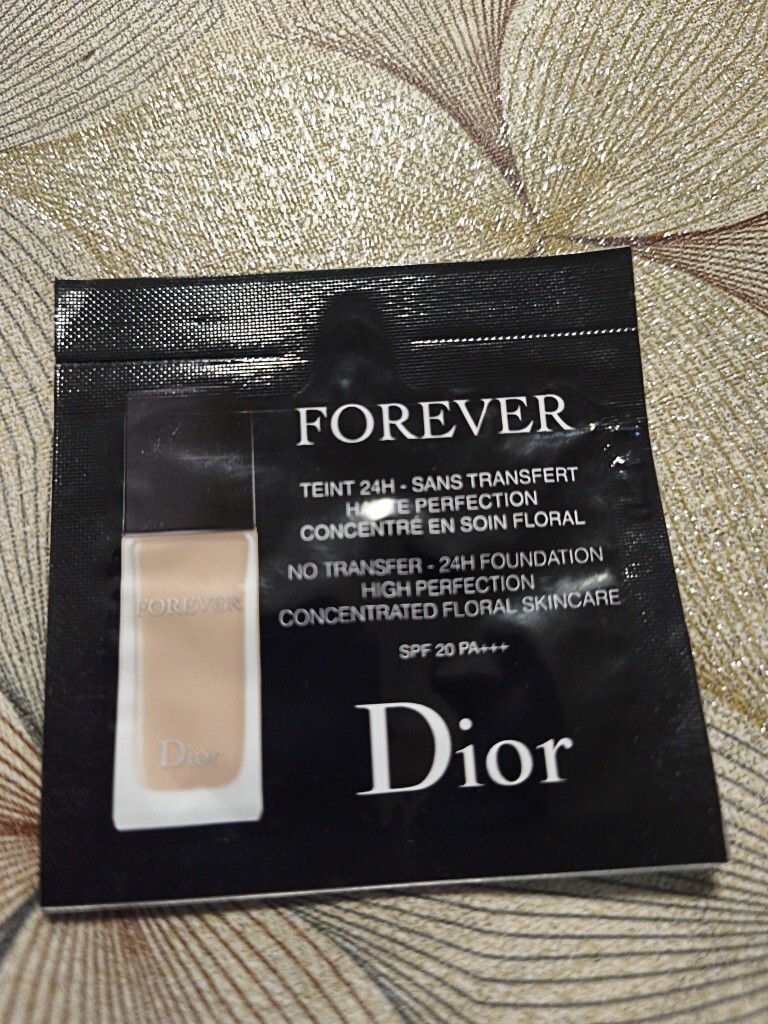 FOREVER
TEINT 24H - SANS TRANSFERT
HAUTE PERFECTION
CONCENTRÉ EN SOIN FLORAL
NO TRANSFER - 24H FOUNDATION
HIGH PERFECTION
CONCENTRATED FLORAL SKINCARE
SPF 20 PA+++
Dior
FOREVER
Dior